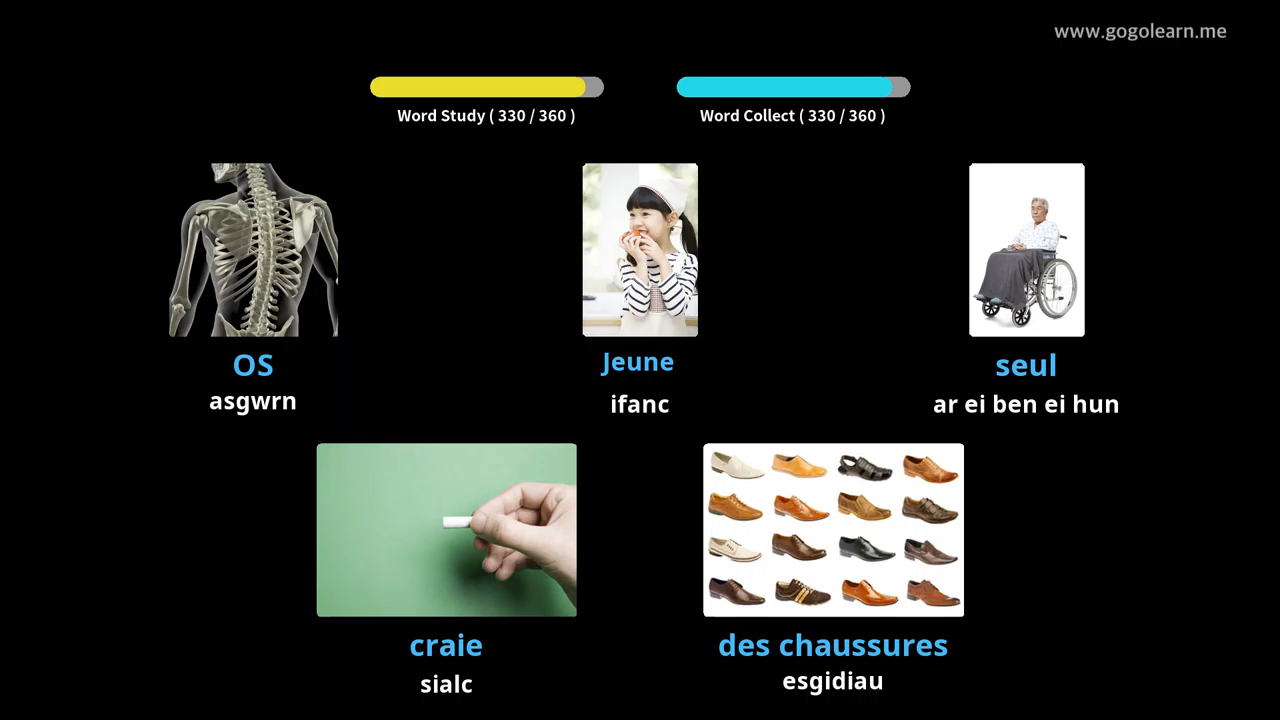 www.gogolearn.me
Word Study ( 330 / 360 )
Word Collect ( 330 / 360 )
OS
asgwrn
Jeune
ifanc
seul
ar ei ben ei hun
craie
sialc
des chaussures
esgidiau